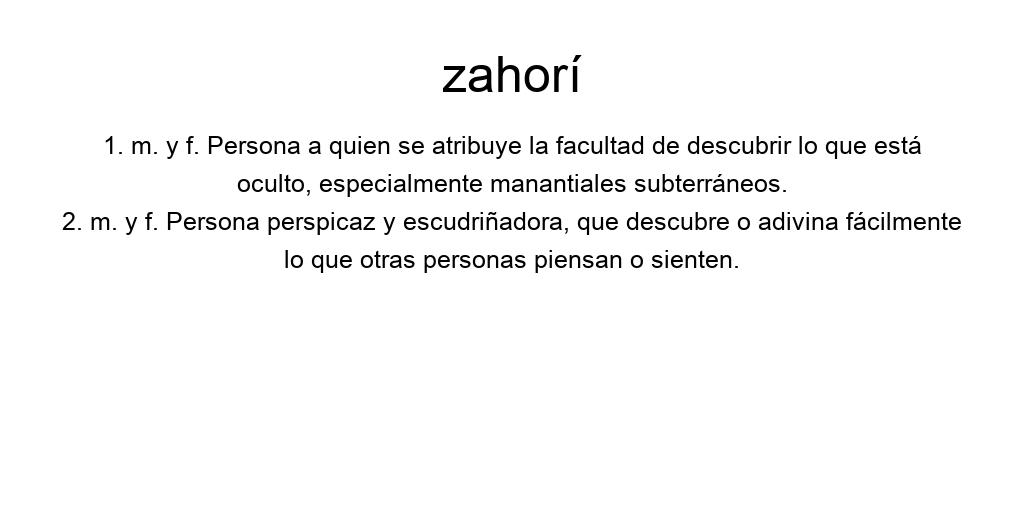 zahorí
1. m. y f. Persona a quien se atribuye la facultad de descubrir lo que está
oculto, especialmente manantiales subterráneos.
2. m. y f. Persona perspicaz y escudriñadora, que descubre o adivina fácilmente
lo que otras personas piensan o sienten.